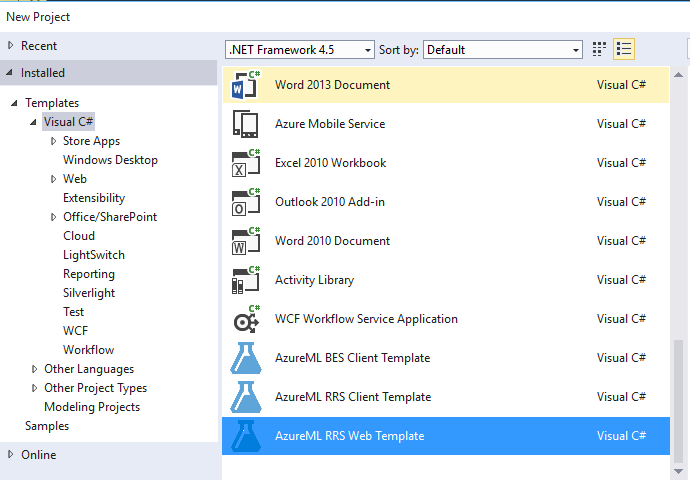 New Project
Recent
.NET Framework 4.5 Sort by: Default
Installed
Templates
Visual C#
Store Apps
Windows Desktop
Web
Extensibility
Office/SharePoint
Cloud
LightSwitch
Reporting
Silverlight
Test
WCF
Workflow
Other Languages
Other Project Types
Modeling Projects
Samples
Online
C# W Word 2013 Document Visual C#
Azure Mobile Service Visual C#
C# X Excel 2010 Workbook Visual C#
C# O Outlook 2010 Add-in Visual C#
C# W Word 2010 Document Visual C#
C# Activity Library Visual C#
C# WCF Workflow Service Application Visual C#
AzureML BES Client Template Visual C#
AzureML RRS Client Template Visual C#
AzureML RRS Web Template Visual C#